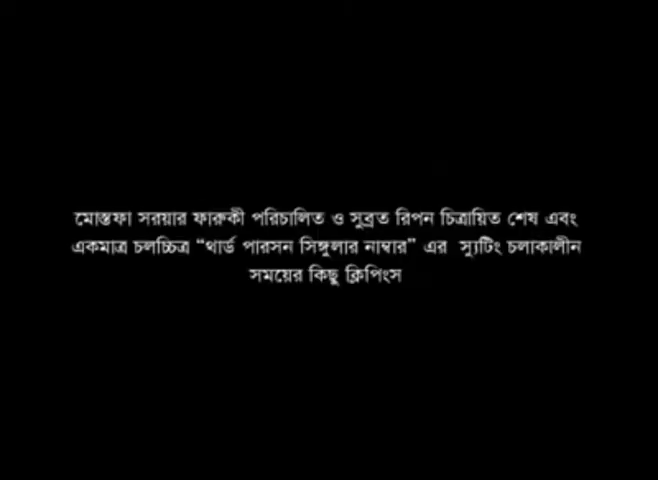 মোস্তফা সরয়ার ফারুকী পরিচালিত ও সুব্রত রিপন চিত্রায়িত শেষ এবং
একমাত্র চলচ্চিত্র “থার্ড পারসন সিঙ্গুলার নাম্বার” এর স্যুটিং চলাকালীন
সময়ের কিছু ক্লিপিংস